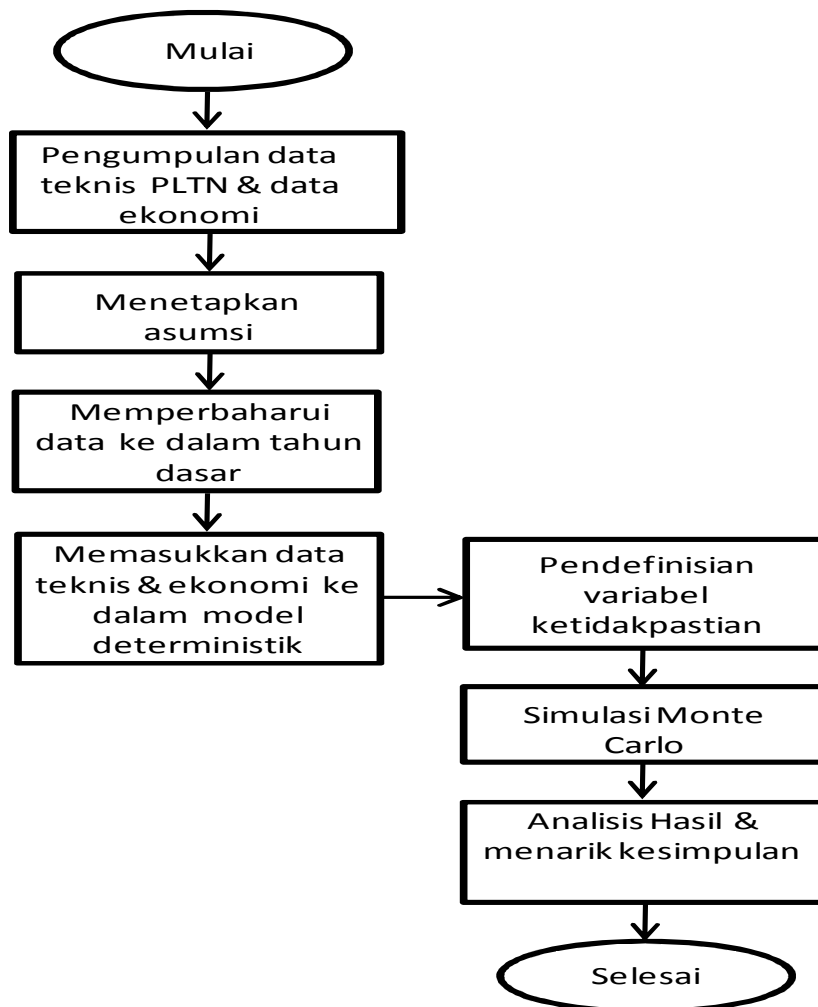 Mulai
Pengumpulan data
teknis PLTN & data
ekonomi
Menetapkan
asumsi
Memperbaharui
data ke dalam tahun
dasar
Memasukkan data
teknis & ekonomi ke
dalam model
deterministik
Pendefinisian
variabel
ketidakpastian
Simulasi Monte
Carlo
Analisis Hasil &
menarik kesimpulan
Selesai